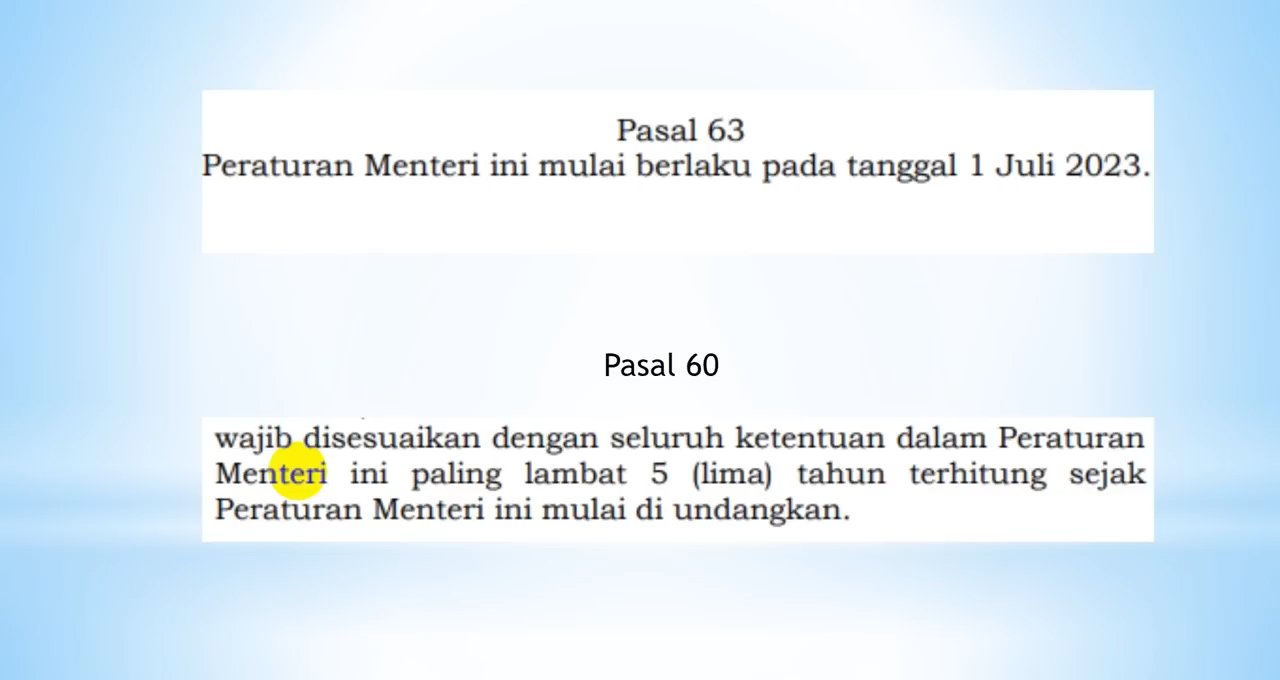 Pasal 63
Peraturan Menteri ini mulai berlaku pada tanggal 1 Juli 2023.
Pasal 60
wajib disesuaikan dengan seluruh ketentuan dalam Peraturan
Menteri ini paling lambat 5 (lima) tahun terhitung sejak
Peraturan Menteri ini mulai di undangkan.